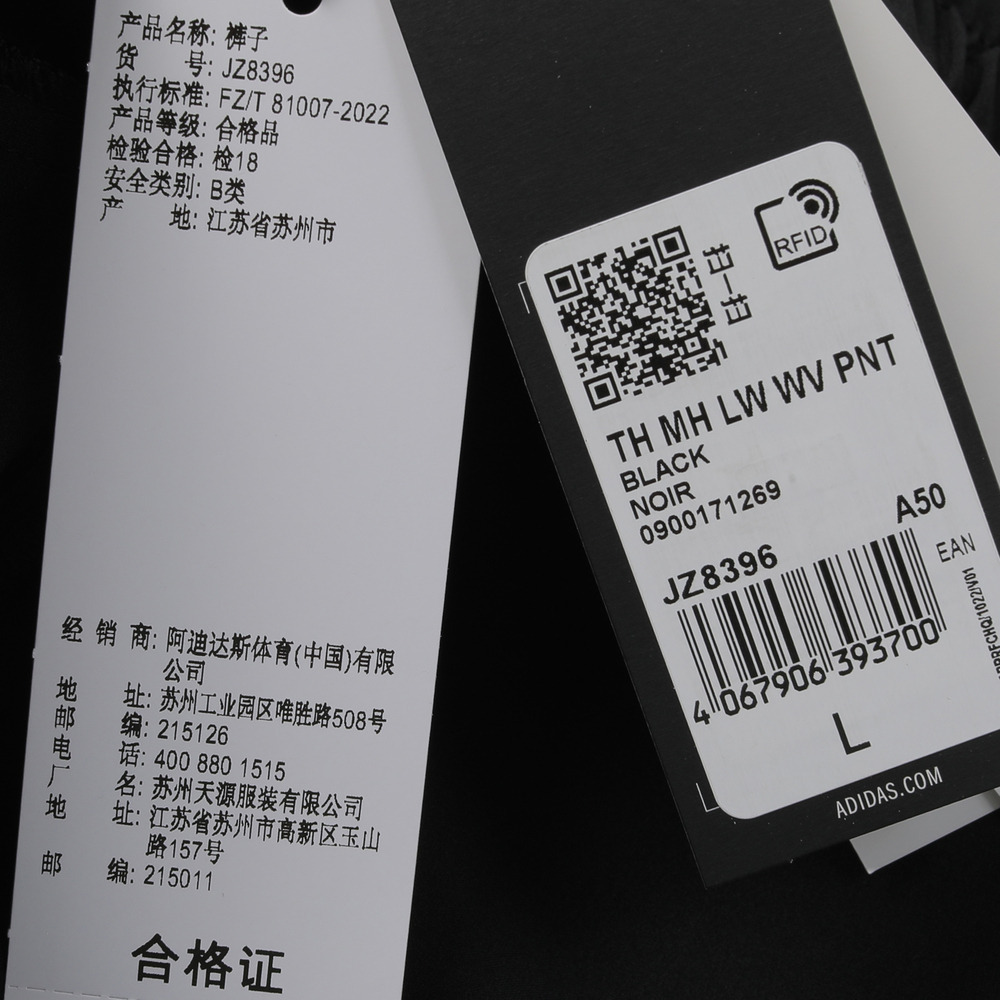 产品名称: 裤子
货 号: JZ8396
执行标准: FZ/T 81007-2022
产品等级: 合格品
检验合格: 检18
安全类别: B类
产 地: 江苏省苏州市
经 销 商: 阿迪达斯体育(中国)有限
公司
地 址: 苏州工业园区唯胜路508号
邮 编: 215126
电 话: 400 880 1515
厂 名: 苏州天源服装有限公司
地 址: 江苏省苏州市高新区玉山
路157号
邮 编: 215011
合格证
扫一扫
RFID
TH MH LW WV PNT
BLACK
NOIR
0900171269
A50
JZ8396
EAN
4 067906 393700
L
ADIDAS.COM